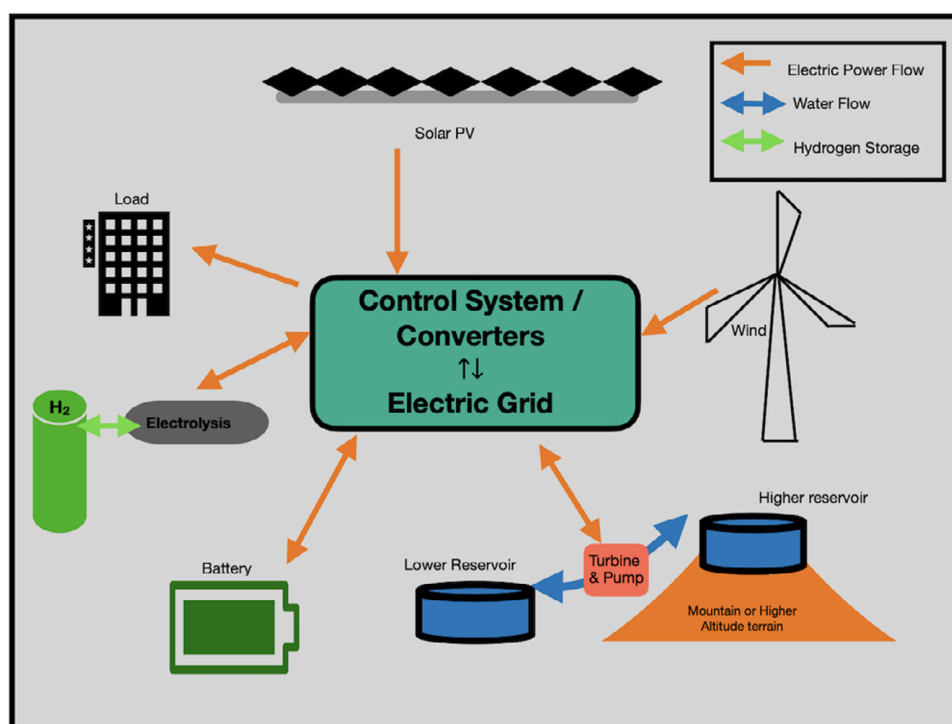 Electric Power Flow
Water Flow
Hydrogen Storage
Solar PV
Load
Control System /
Converters
↑↓
Electric Grid
Wind
H₂
Electrolysis
Higher reservoir
Battery
Lower Reservoir
Turbine
& Pump
Mountain or Higher
Altitude terrain